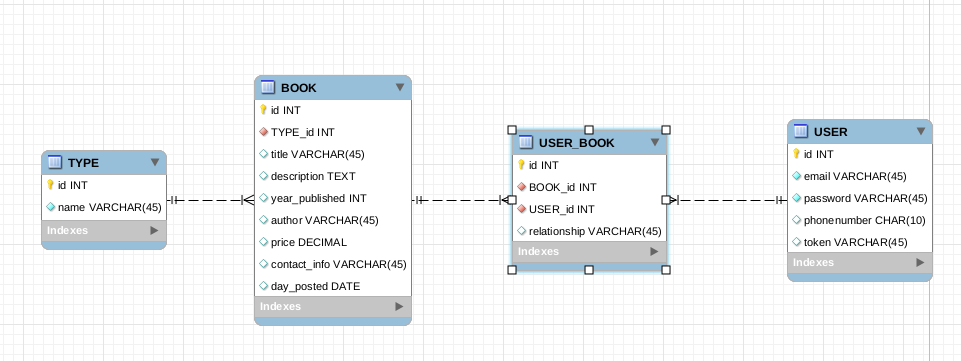 TYPE
id INT
name VARCHAR(45)
Indexes
BOOK
id INT
TYPE_id INT
title VARCHAR(45)
description TEXT
year_published INT
author VARCHAR(45)
price DECIMAL
contact_info VARCHAR(45)
day_posted DATE
Indexes
USER_BOOK
id INT
BOOK_id INT
USER_id INT
relationship VARCHAR(45)
Indexes
USER
id INT
email VARCHAR(45)
password VARCHAR(45)
phonenumber CHAR(10)
token VARCHAR(45)
Indexes